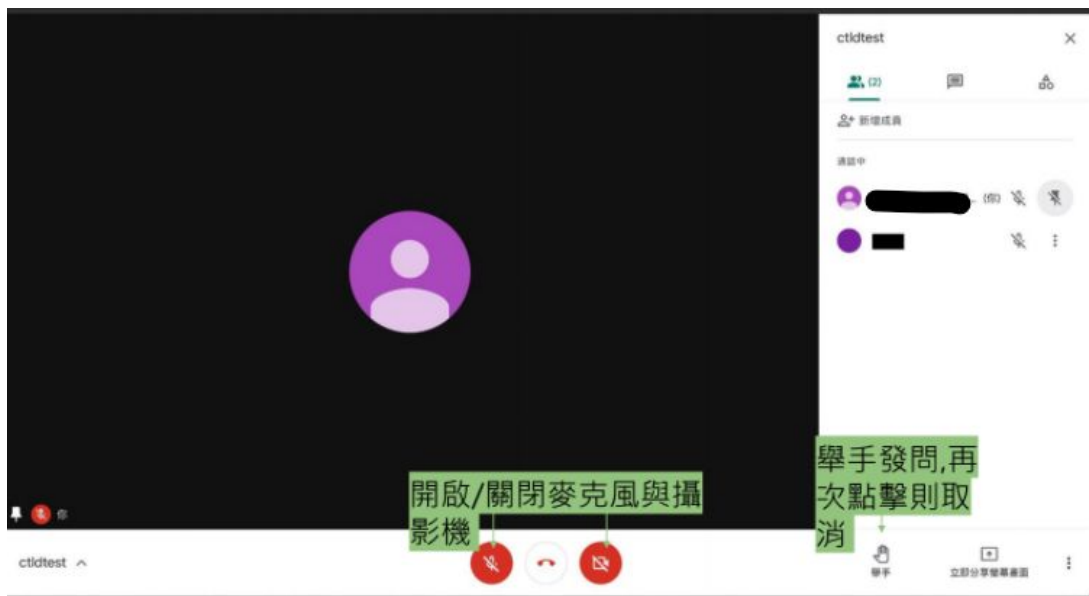 ctldtest
(2)
新增成員
通話中
(你)
舉手發問,再
次點擊則取
消
開啟/關閉麥克風與攝
影機
你
ctldtest
舉手
立即分享螢幕畫面